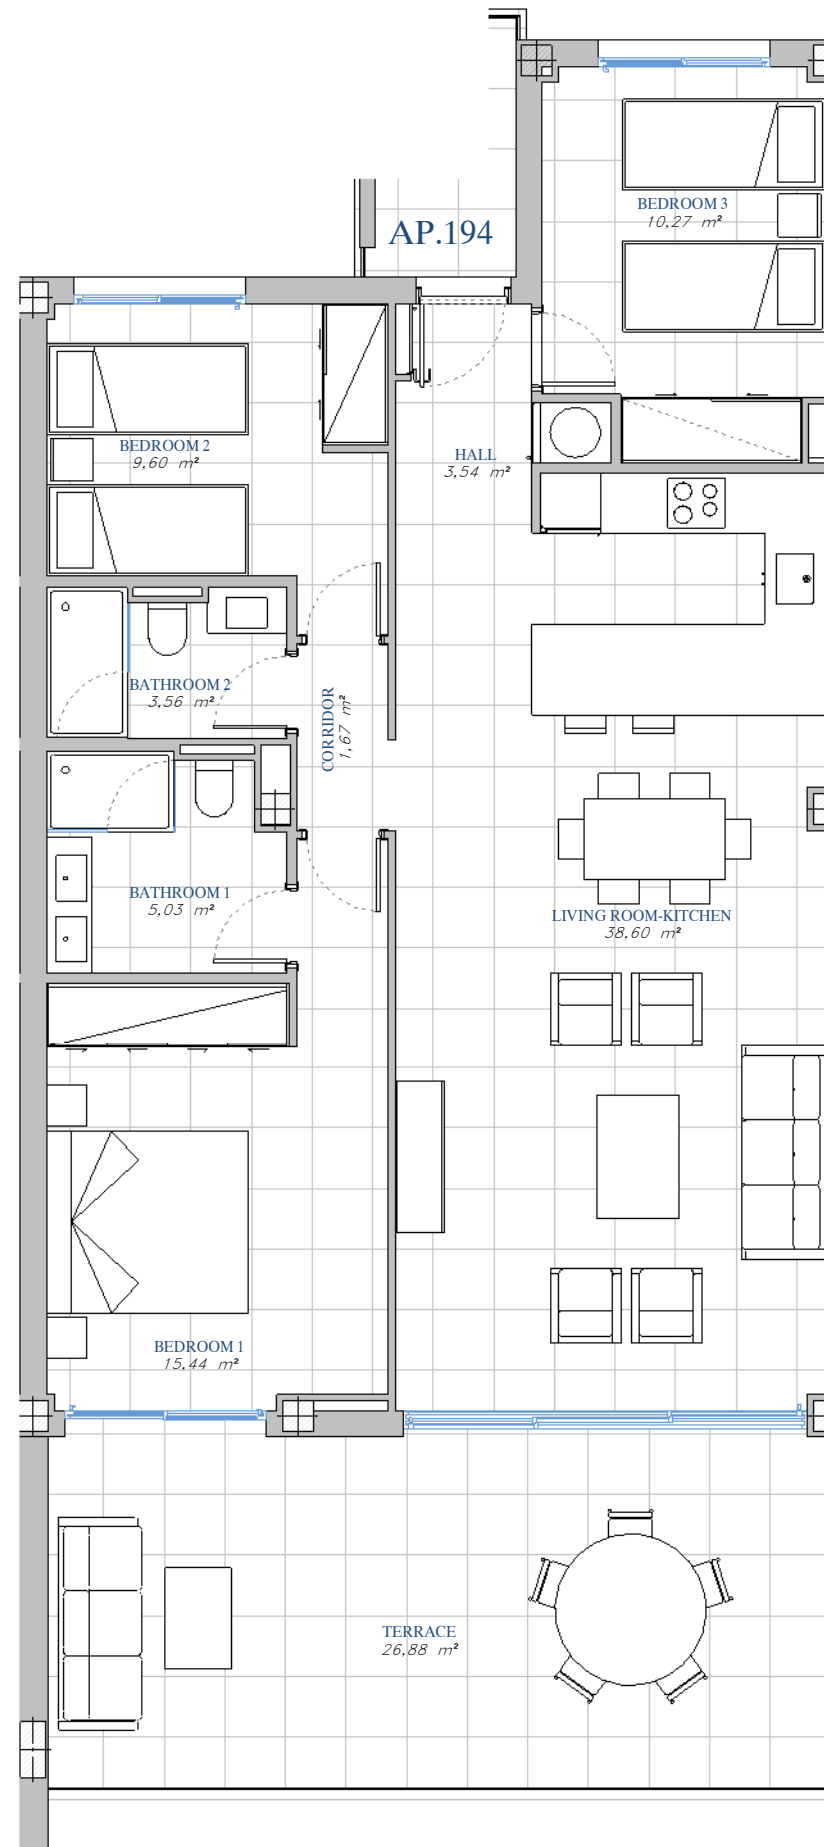 BEDROOM 3
10,27 m²
AP.194
BEDROOM 2
9,60 m²
HALL
3,54 m²
BATHROOM 2
3,56 m²
CORRIDOR
1,67 m²
BATHROOM 1
5,03 m²
LIVING ROOM-KITCHEN
38,60 m²
BEDROOM 1
15,44 m²
TERRACE
26,88 m²